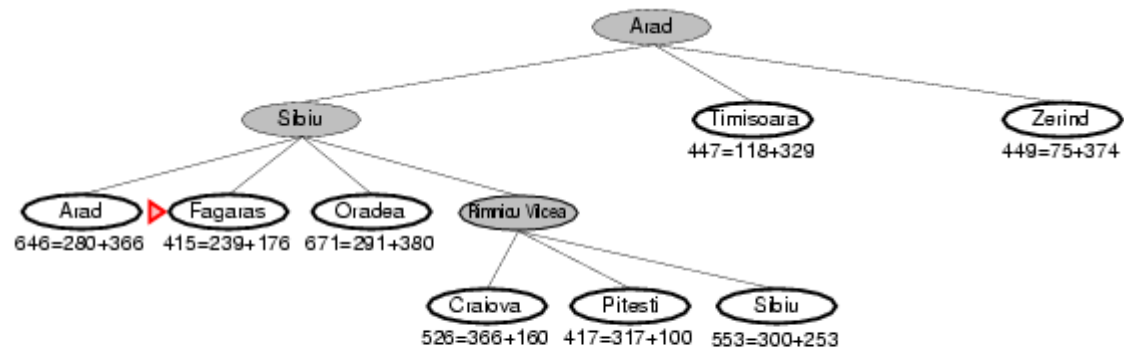 Arad
Sibiu
Timisoara
Zerind
447=118+329
449=75+374
Arad
Fagaras
Oradea
Rimnicu Vilcea
646=280+366
415=239+176
671=291+380
Craiova
Pitesti
Sibiu
526=366+160
417=317+100
553=300+253